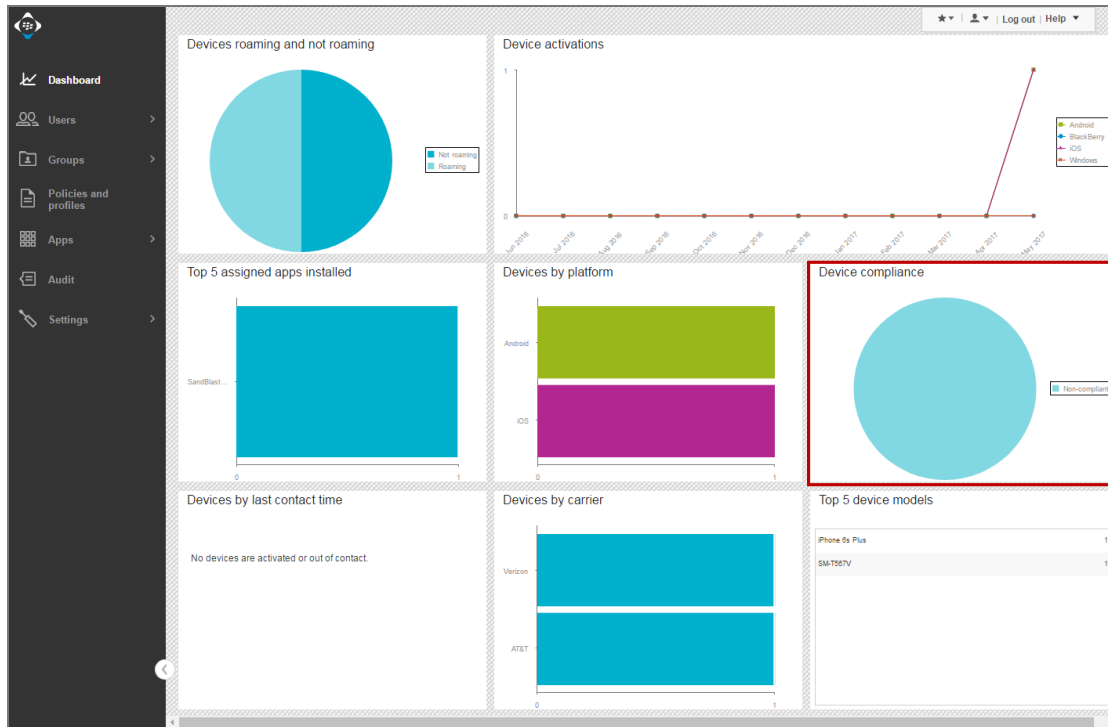 Log out | Help
Dashboard
Users
Groups
Policies and
profiles
Apps
Audit
Settings
Devices roaming and not roaming
Not roaming
Roaming
Device activations
1
0
Jun 2016
Jul 2016
Aug 2016
Sep 2016
Oct 2016
Nov 2016
Dec 2016
Jan 2017
Feb 2017
Mar 2017
Apr 2017
May 2017
Android
BlackBerry
iOS
Windows
Top 5 assigned apps installed
SandBlast...
0 1
Devices by platform
Android
iOS
0 1
Device compliance
Non-compliant
Devices by last contact time
No devices are activated or out of contact.
Devices by carrier
Verizon
AT&T
0 1
Top 5 device models
iPhone 6s Plus 1
SM-T567V 1